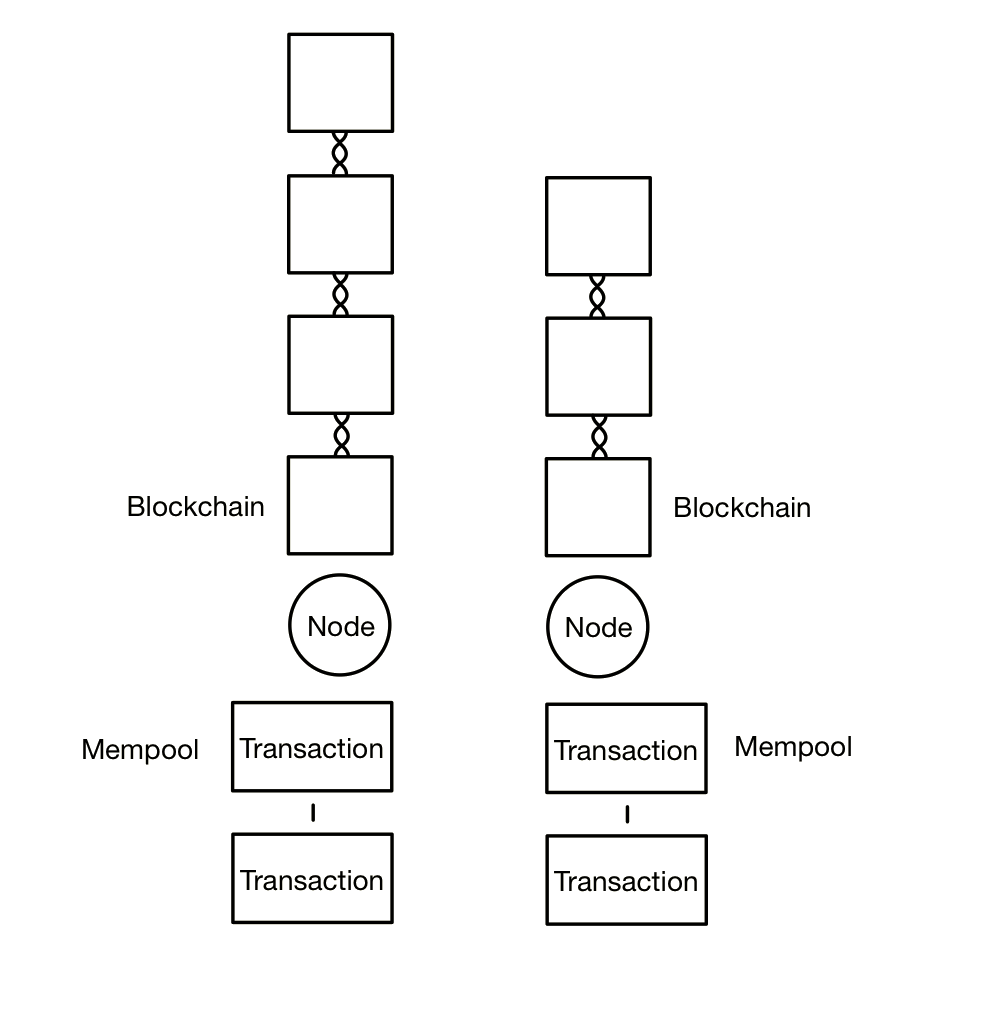 Blockchain
Blockchain
Node
Node
Mempool
Transaction
Transaction
Mempool
Transaction
Transaction